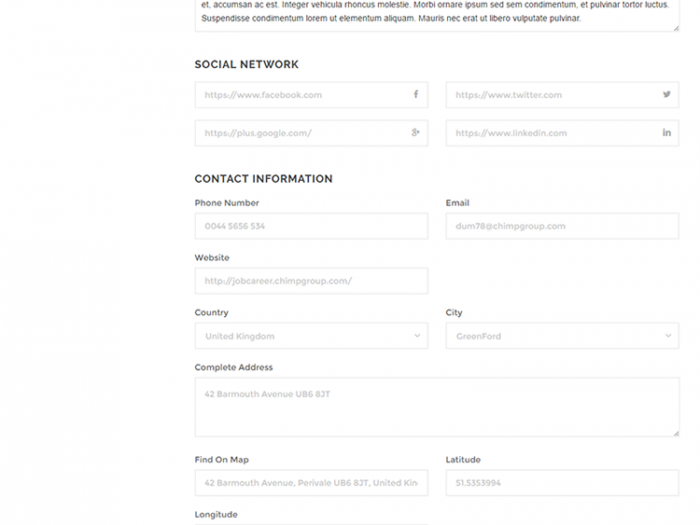 et, accumsan ac est. Integer vehicula rhoncus molestie. Morbi ornare ipsum sed sem condimentum, et pulvinar tortor luctus.
Suspendisse condimentum lorem ut elementum aliquam. Mauris nec erat ut libero vulputate pulvinar.
SOCIAL NETWORK
https://www.facebook.com
https://www.twitter.com
https://plus.google.com/
https://www.linkedin.com
CONTACT INFORMATION
Phone Number
Email
0044 5656 534
dum78@chimpgroup.com
Website
http://jobcareer.chimpgroup.com/
Country
City
United Kingdom
GreenFord
Complete Address
42 Barmouth Avenue UB6 8JT
Find On Map
Latitude
42 Barmouth Avenue, Perivale UB6 8JT, United Kin
51.5353994
Longitude